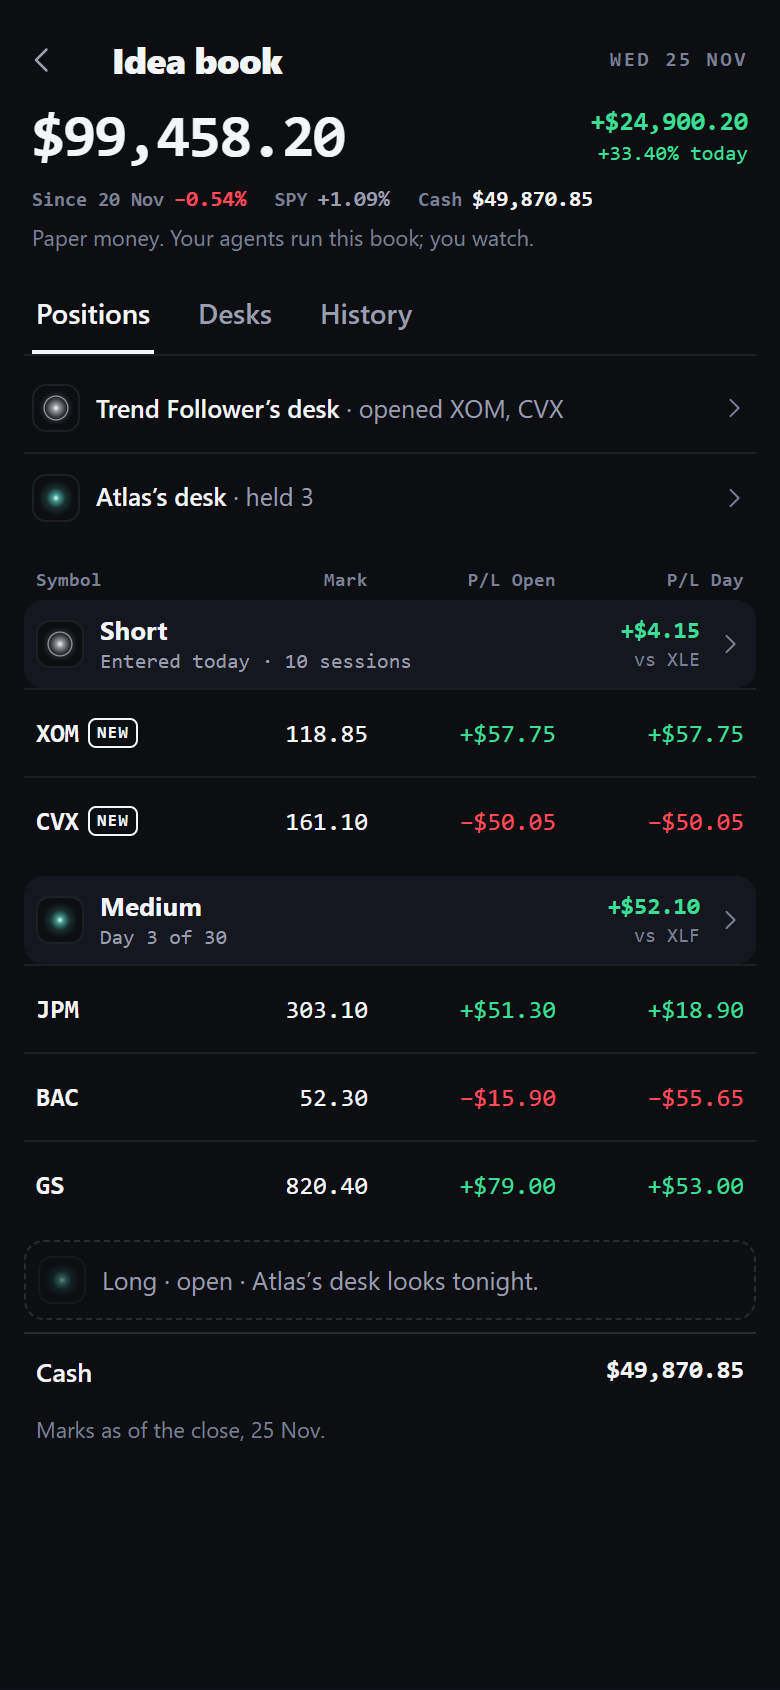 Idea book
WED 25 NOV
$99,458.20
+$24,900.20
+33.40% today
Since 20 Nov −0.54% SPY +1.09% Cash $49,870.85
Paper money. Your agents run this book; you watch.
Positions Desks History
Trend Follower’s desk · opened XOM, CVX
Atlas’s desk · held 3
Symbol Mark P/L Open P/L Day
Short +$4.15
Entered today · 10 sessions vs XLE
XOM NEW 118.85 +$57.75 +$57.75
CVX NEW 161.10 −$50.05 −$50.05
Medium +$52.10
Day 3 of 30 vs XLF
JPM 303.10 +$51.30 +$18.90
BAC 52.30 −$15.90 −$55.65
GS 820.40 +$79.00 +$53.00
Long · open · Atlas’s desk looks tonight.
Cash $49,870.85
Marks as of the close, 25 Nov.